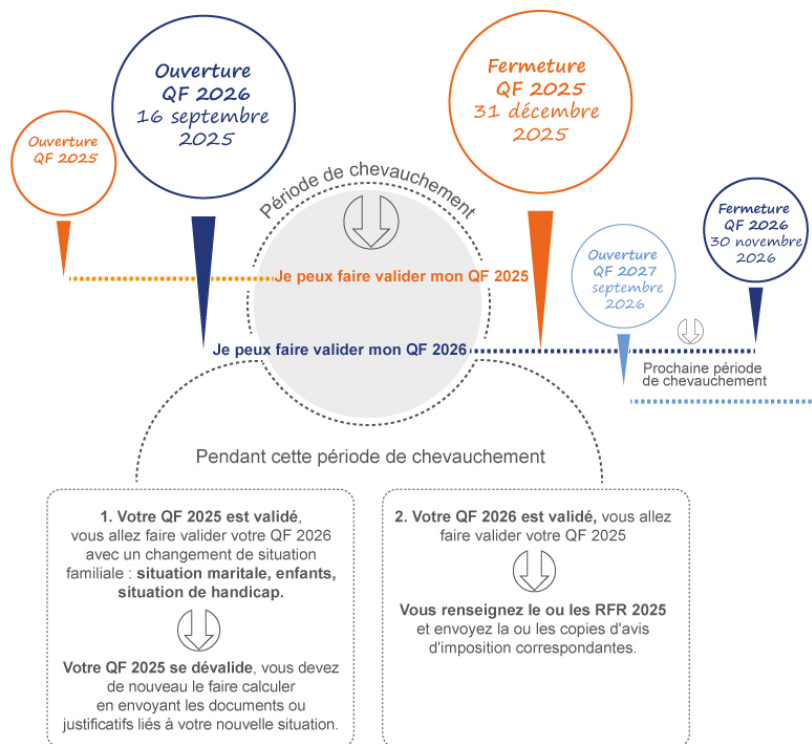 Ouverture
QF 2025
Ouverture
QF 2026
16 septembre
2025
Fermeture
QF 2025
31 décembre
2025
Période de chevauchement
Fermeture
QF 2026
30 novembre
2026
Ouverture
QF 2027
septembre
2026
Je peux faire valider mon QF 2025
Je peux faire valider mon QF 2026
Prochaine période
de chevauchement
Pendant cette période de chevauchement
1. Votre QF 2025 est validé,
vous allez faire valider votre QF 2026
avec un changement de situation
familiale : situation maritale, enfants,
situation de handicap.
Votre QF 2025 se dévalide, vous devez
de nouveau le faire calculer
en envoyant les documents ou
justificatifs liés à votre nouvelle situation.
2. Votre QF 2026 est validé, vous allez
faire valider votre QF 2025
Vous renseignez le ou les RFR 2025
et envoyez la ou les copies d'avis
d'imposition correspondantes.